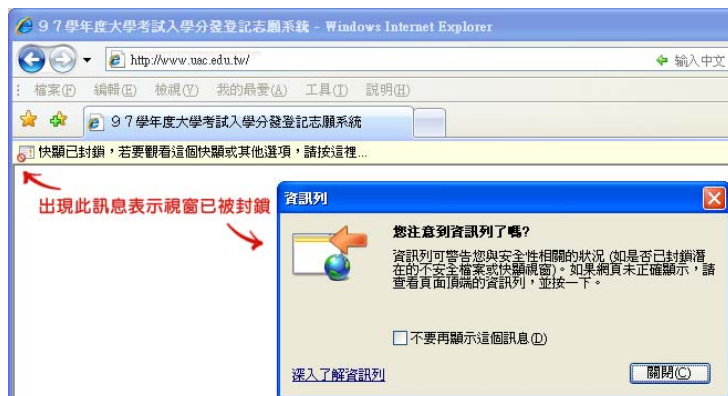 ９７學年度大學考試入學分發登記志願系統 - Windows Internet Explorer
http://www.uac.edu.tw/
輸入中文
檔案(F) 編輯(E) 檢視(V) 我的最愛(A) 工具(T) 說明(H)
９７學年度大學考試入學分發登記志願系統
快顯已封鎖，若要觀看這個快顯或其他選項，請按這裡...
出現此訊息表示視窗已被封鎖
資訊列
您注意到資訊列了嗎?
資訊列可警告您與安全性相關的狀況 (如是否已封鎖潛
在的不安全檔案或快顯視窗)。如果網頁未正確顯示，請
查看頁面頂端的資訊列，並按一下。
不要再顯示這個訊息(D)
深入了解資訊列
關閉(C)